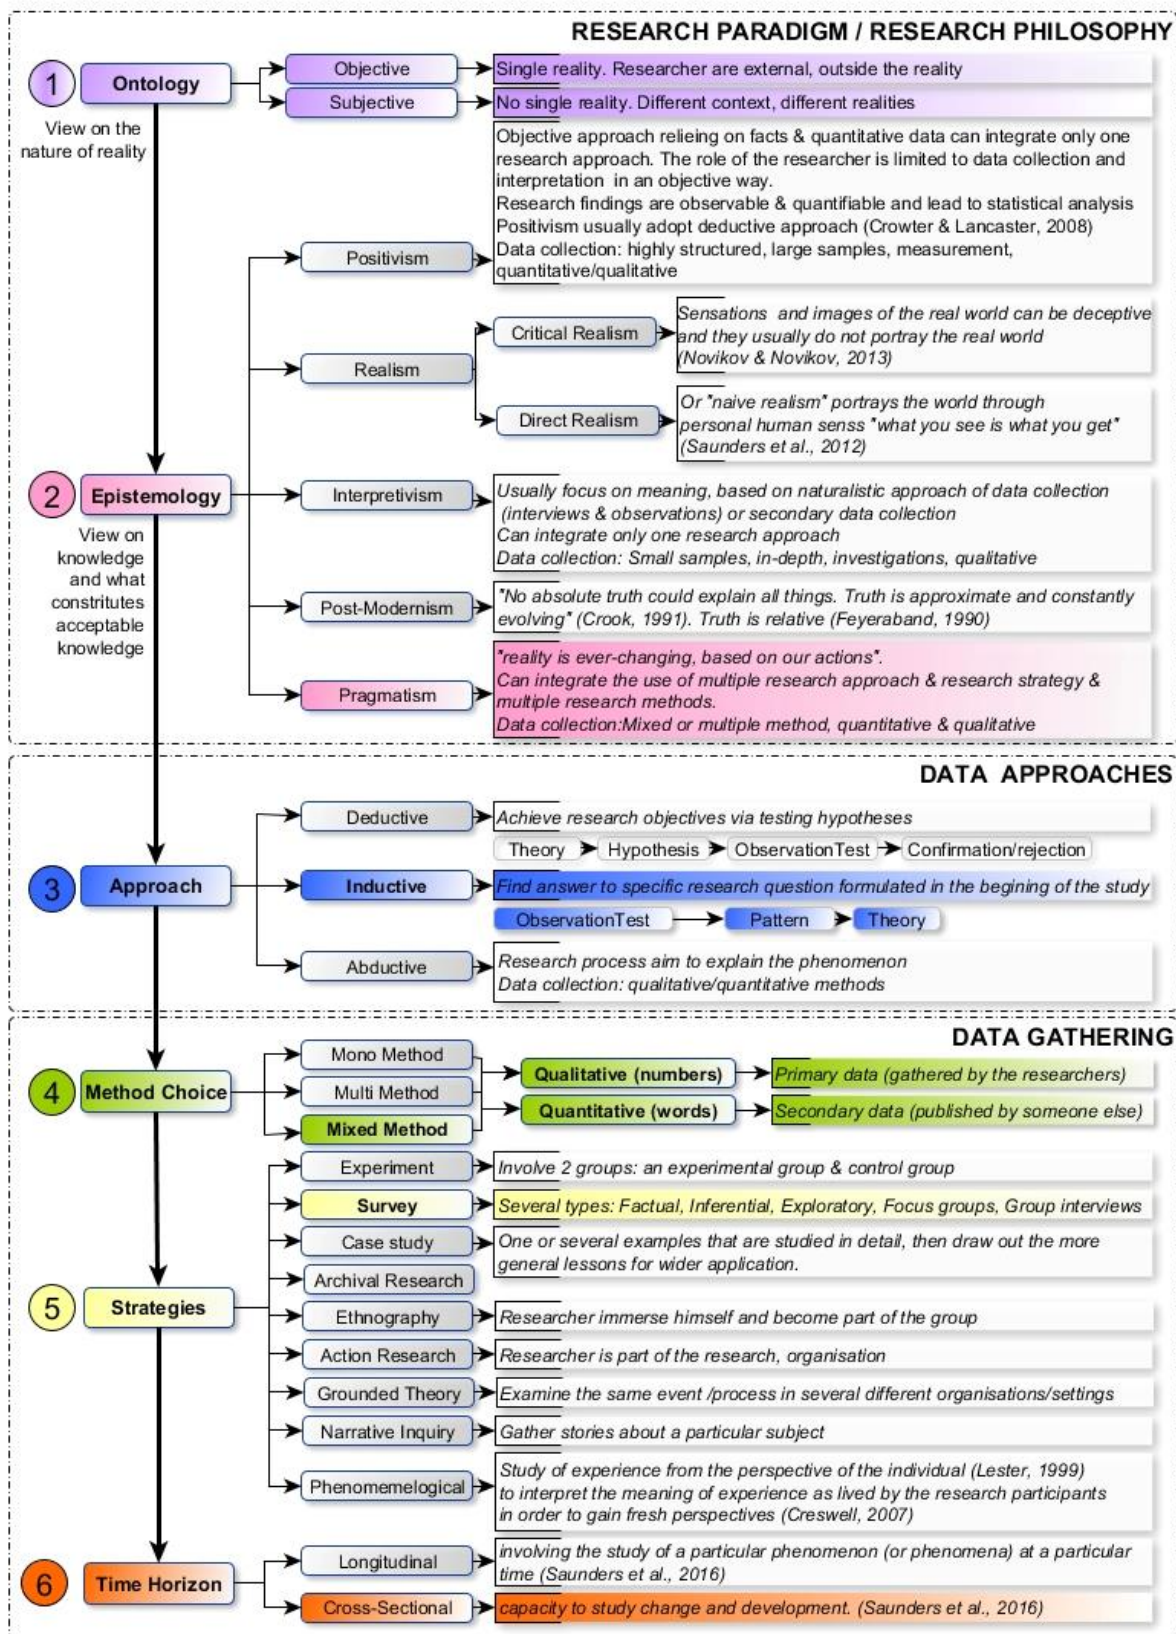 RESEARCH PARADIGM / RESEARCH PHILOSOPHY
1
Ontology
View on the
nature of reality
Objective
Single reality. Researcher are external, outside the reality
Subjective
No single reality. Different context, different realities
Objective approach relieing on facts & quantitative data can integrate only one
research approach. The role of the researcher is limited to data collection and
interpretation in an objective way.
Research findings are observable & quantifiable and lead to statistical analysis
Positivism usually adopt deductive approach (Crowter & Lancaster, 2008)
Data collection: highly structured, large samples, measurement,
quantitative/qualitative
Positivism
Realism
Critical Realism
Sensations and images of the real world can be deceptive
and they usually do not portray the real world
(Novikov & Novikov, 2013)
Direct Realism
Or "naive realism" portrays the world through
personal human senss "what you see is what you get"
(Saunders et al., 2012)
2
Epistemology
View on
knowledge
and what
constritutes
acceptable
knowledge
Interpretivism
Usually focus on meaning, based on naturalistic approach of data collection
(interviews & observations) or secondary data collection
Can integrate only one research approach
Data collection: Small samples, in-depth, investigations, qualitative
Post-Modernism
"No absolute truth could explain all things. Truth is approximate and constantly
evolving" (Crook, 1991). Truth is relative (Feyeraband, 1990)
Pragmatism
"reality is ever-changing, based on our actions".
Can integrate the use of multiple research approach & research strategy &
multiple research methods.
Data collection:Mixed or multiple method, quantitative & qualitative
DATA APPROACHES
3
Approach
Deductive
Achieve research objectives via testing hypotheses
Theory
Hypothesis
ObservationTest
Confirmation/rejection
Inductive
Find answer to specific research question formulated in the begining of the study
ObservationTest
Pattern
Theory
Abductive
Research process aim to explain the phenomenon
Data collection: qualitative/quantitative methods
DATA GATHERING
4
Method Choice
Mono Method
Multi Method
Mixed Method
Qualitative (numbers)
Primary data (gathered by the researchers)
Quantitative (words)
Secondary data (published by someone else)
5
Strategies
Experiment
Involve 2 groups: an experimental group & control group
Survey
Several types: Factual, Inferential, Exploratory, Focus groups, Group interviews
Case study
One or several examples that are studied in detail, then draw out the more
general lessons for wider application.
Archival Research
Ethnography
Researcher immerse himself and become part of the group
Action Research
Researcher is part of the research, organisation
Grounded Theory
Examine the same event /process in several different organisations/settings
Narrative Inquiry
Gather stories about a particular subject
Phenomemelogical
Study of experience from the perspective of the individual (Lester, 1999)
to interpret the meaning of experience as lived by the research participants
in order to gain fresh perspectives (Creswell, 2007)
6
Time Horizon
Longitudinal
involving the study of a particular phenomenon (or phenomena) at a particular
time (Saunders et al., 2016)
Cross-Sectional
capacity to study change and development. (Saunders et al., 2016)